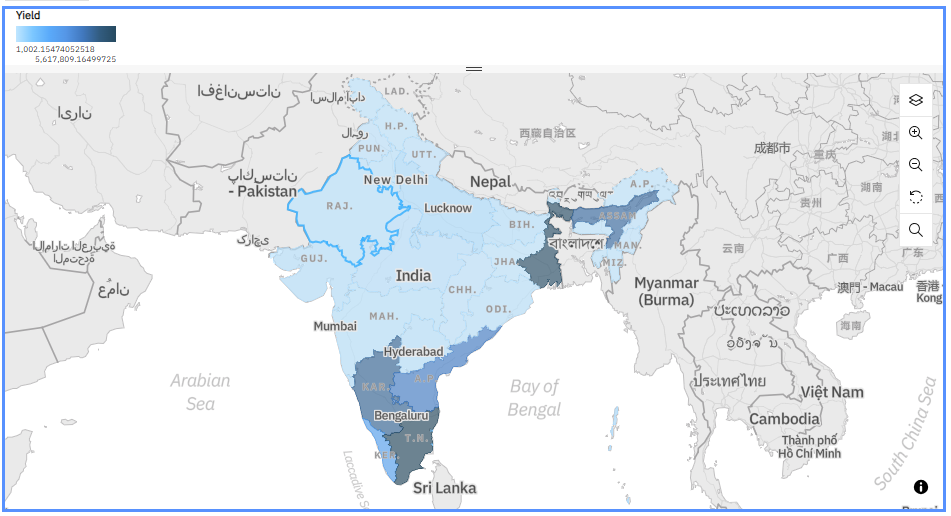 Yield
1,002.15474052518
5,617,809.16499725
LAD.
افغانستان
اسلام آباد
ایران
H.P.
لاہور
西藏自治区
成都市
重庆
PUN.
UTT.
پاکستان
- Pakistan
New Delhi
Nepal
A.P.
湖南
贵州
RAJ.
Lucknow
ASSAM
BIH.
বাংলাদেশ
MAN.
کراچی
الإمارات العربية
المتحدة
云南
广西
广东
GUJ.
JHA.
MIZ.
India
Myanmar
(Burma)
عُمان
CHH.
澳門 - Macau
香港
Kong
MAH.
ODI.
ປະເທດລາວ
海南
Mumbai
Hyderabad
Arabian
Sea
KAR.
A.P.
Bay of
Bengal
ประเทศไทย
Việt Nam
Bengaluru
Cambodia
T.N.
Thành phố
Hồ Chí Minh
KER.
Laccadive
Sri Lanka
South China Sea